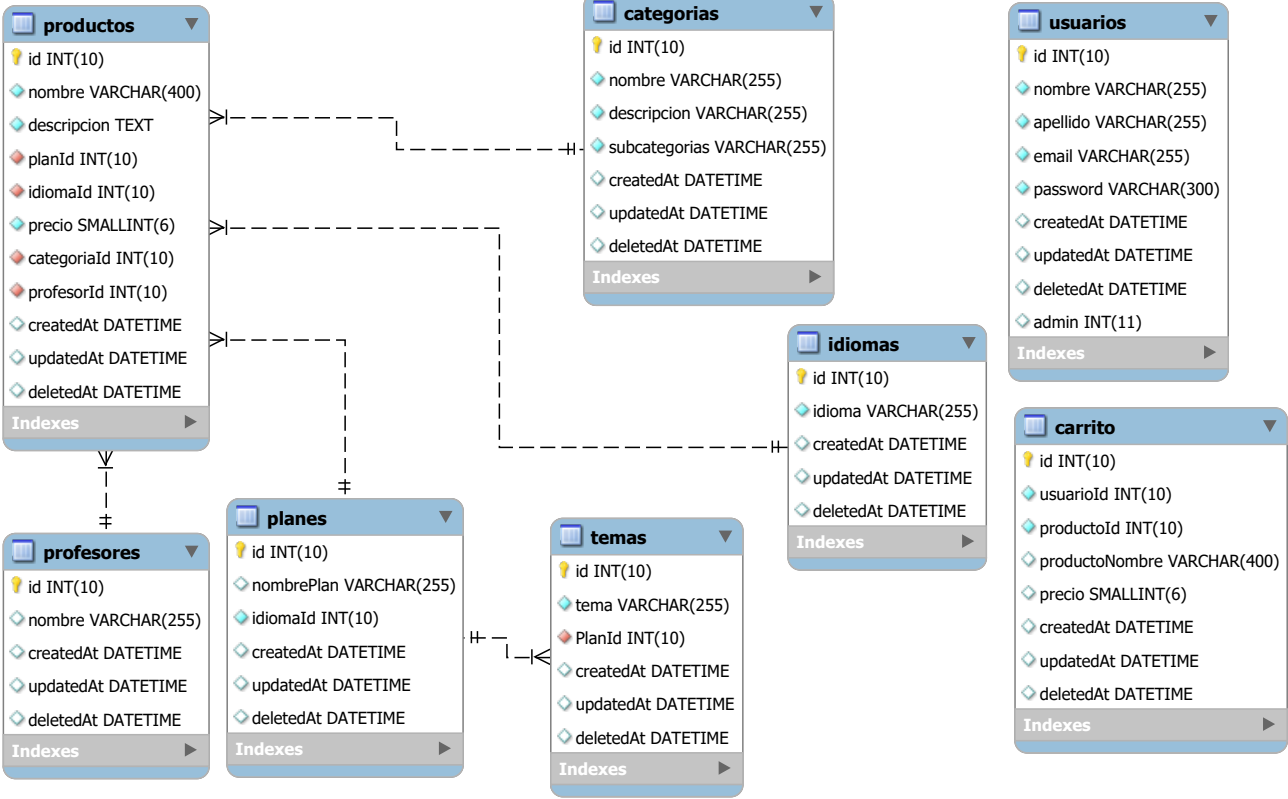 productos
id INT(10)
nombre VARCHAR(400)
descripcion TEXT
planId INT(10)
idiomaId INT(10)
precio SMALLINT(6)
categoriaId INT(10)
profesorId INT(10)
createdAt DATETIME
updatedAt DATETIME
deletedAt DATETIME
Indexes
categorias
id INT(10)
nombre VARCHAR(255)
descripcion VARCHAR(255)
subcategorias VARCHAR(255)
createdAt DATETIME
updatedAt DATETIME
deletedAt DATETIME
Indexes
usuarios
id INT(10)
nombre VARCHAR(255)
apellido VARCHAR(255)
email VARCHAR(255)
password VARCHAR(300)
createdAt DATETIME
updatedAt DATETIME
deletedAt DATETIME
admin INT(11)
Indexes
idiomas
id INT(10)
idioma VARCHAR(255)
createdAt DATETIME
updatedAt DATETIME
deletedAt DATETIME
Indexes
carrito
id INT(10)
usuarioId INT(10)
productoId INT(10)
productoNombre VARCHAR(400)
precio SMALLINT(6)
createdAt DATETIME
updatedAt DATETIME
deletedAt DATETIME
Indexes
profesores
id INT(10)
nombre VARCHAR(255)
createdAt DATETIME
updatedAt DATETIME
deletedAt DATETIME
Indexes
planes
id INT(10)
nombrePlan VARCHAR(255)
idiomaId INT(10)
createdAt DATETIME
updatedAt DATETIME
deletedAt DATETIME
Indexes
temas
id INT(10)
tema VARCHAR(255)
PlanId INT(10)
createdAt DATETIME
updatedAt DATETIME
deletedAt DATETIME
Indexes